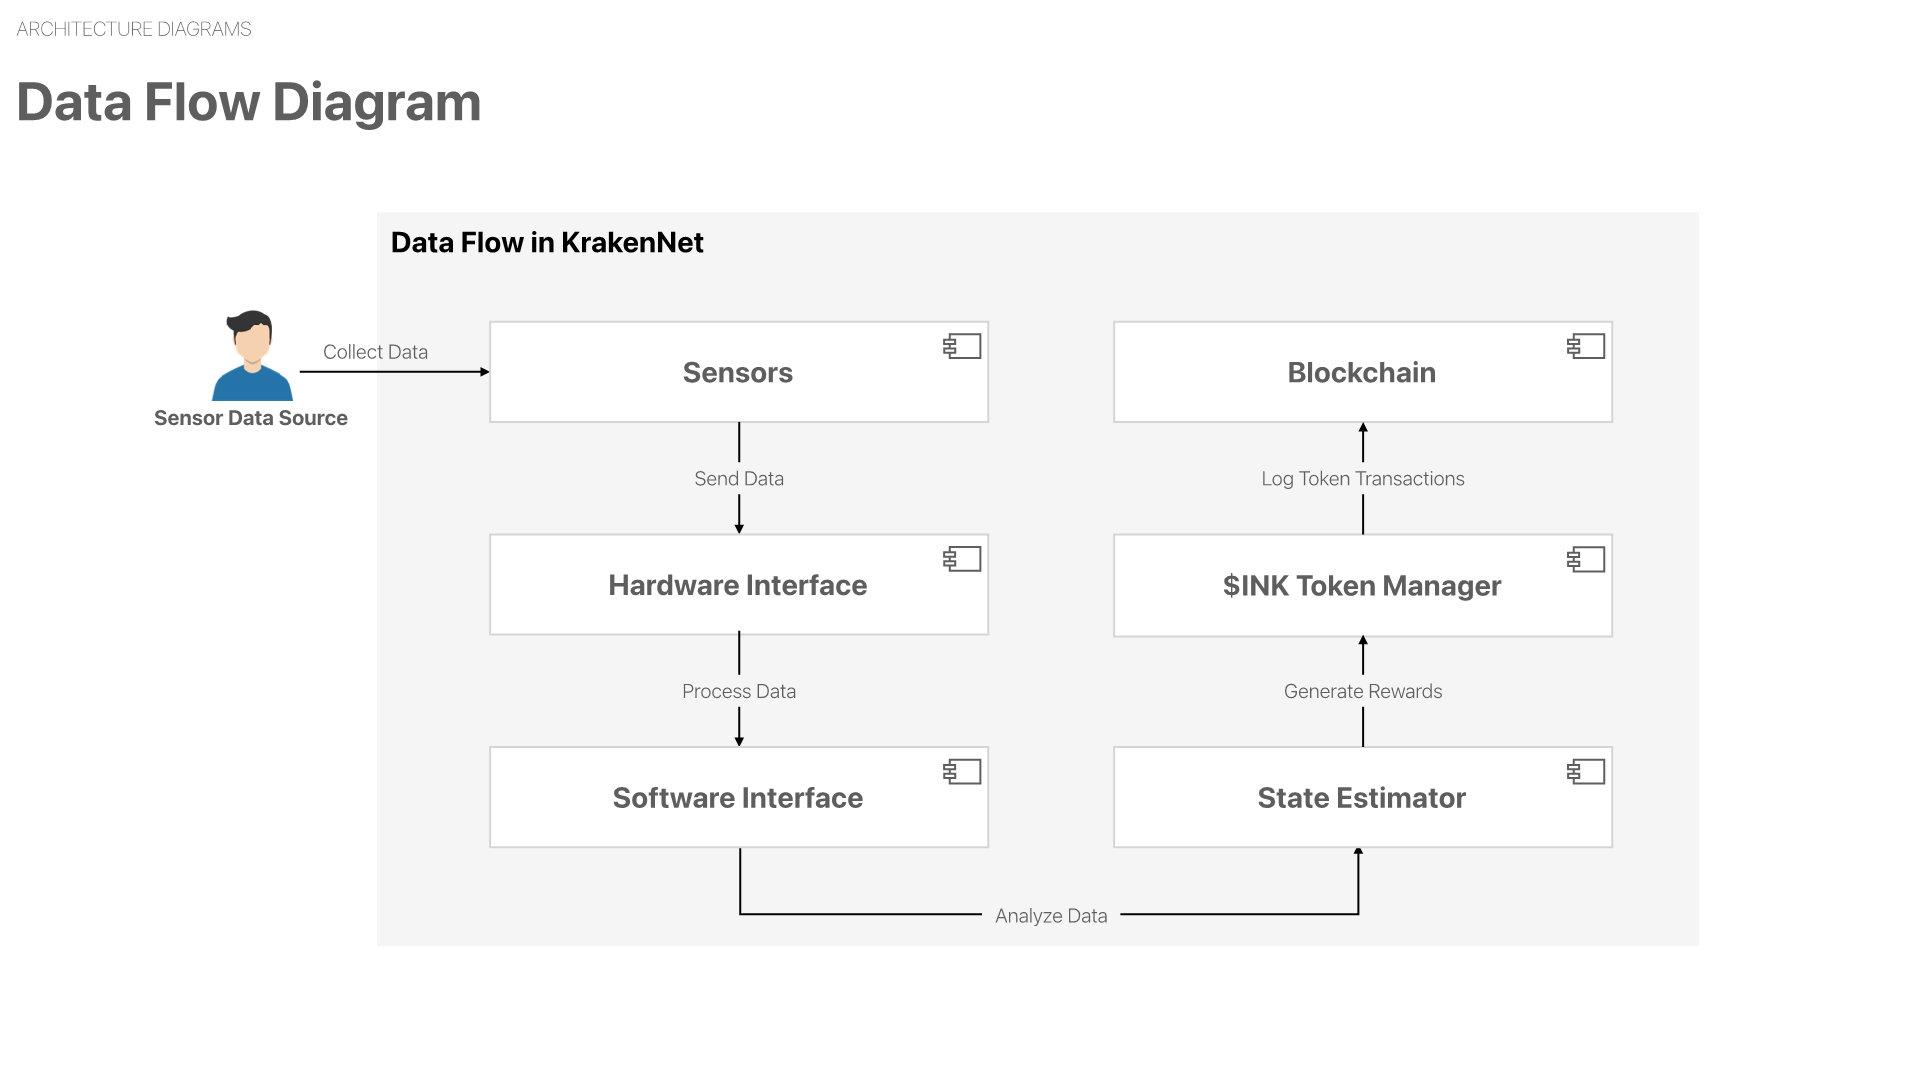 ARCHITECTURE DIAGRAMS
Data Flow Diagram
Data Flow in KrakenNet
Collect Data
Sensor Data Source
Sensors
Send Data
Hardware Interface
Process Data
Software Interface
Analyze Data
State Estimator
Generate Rewards
$INK Token Manager
Log Token Transactions
Blockchain